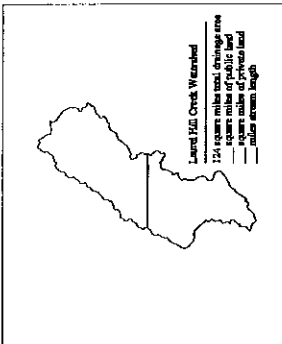 Laurel Hill Creek Watershed
124 square miles total drainage area
square miles of public land
square miles of private land
miles stream length